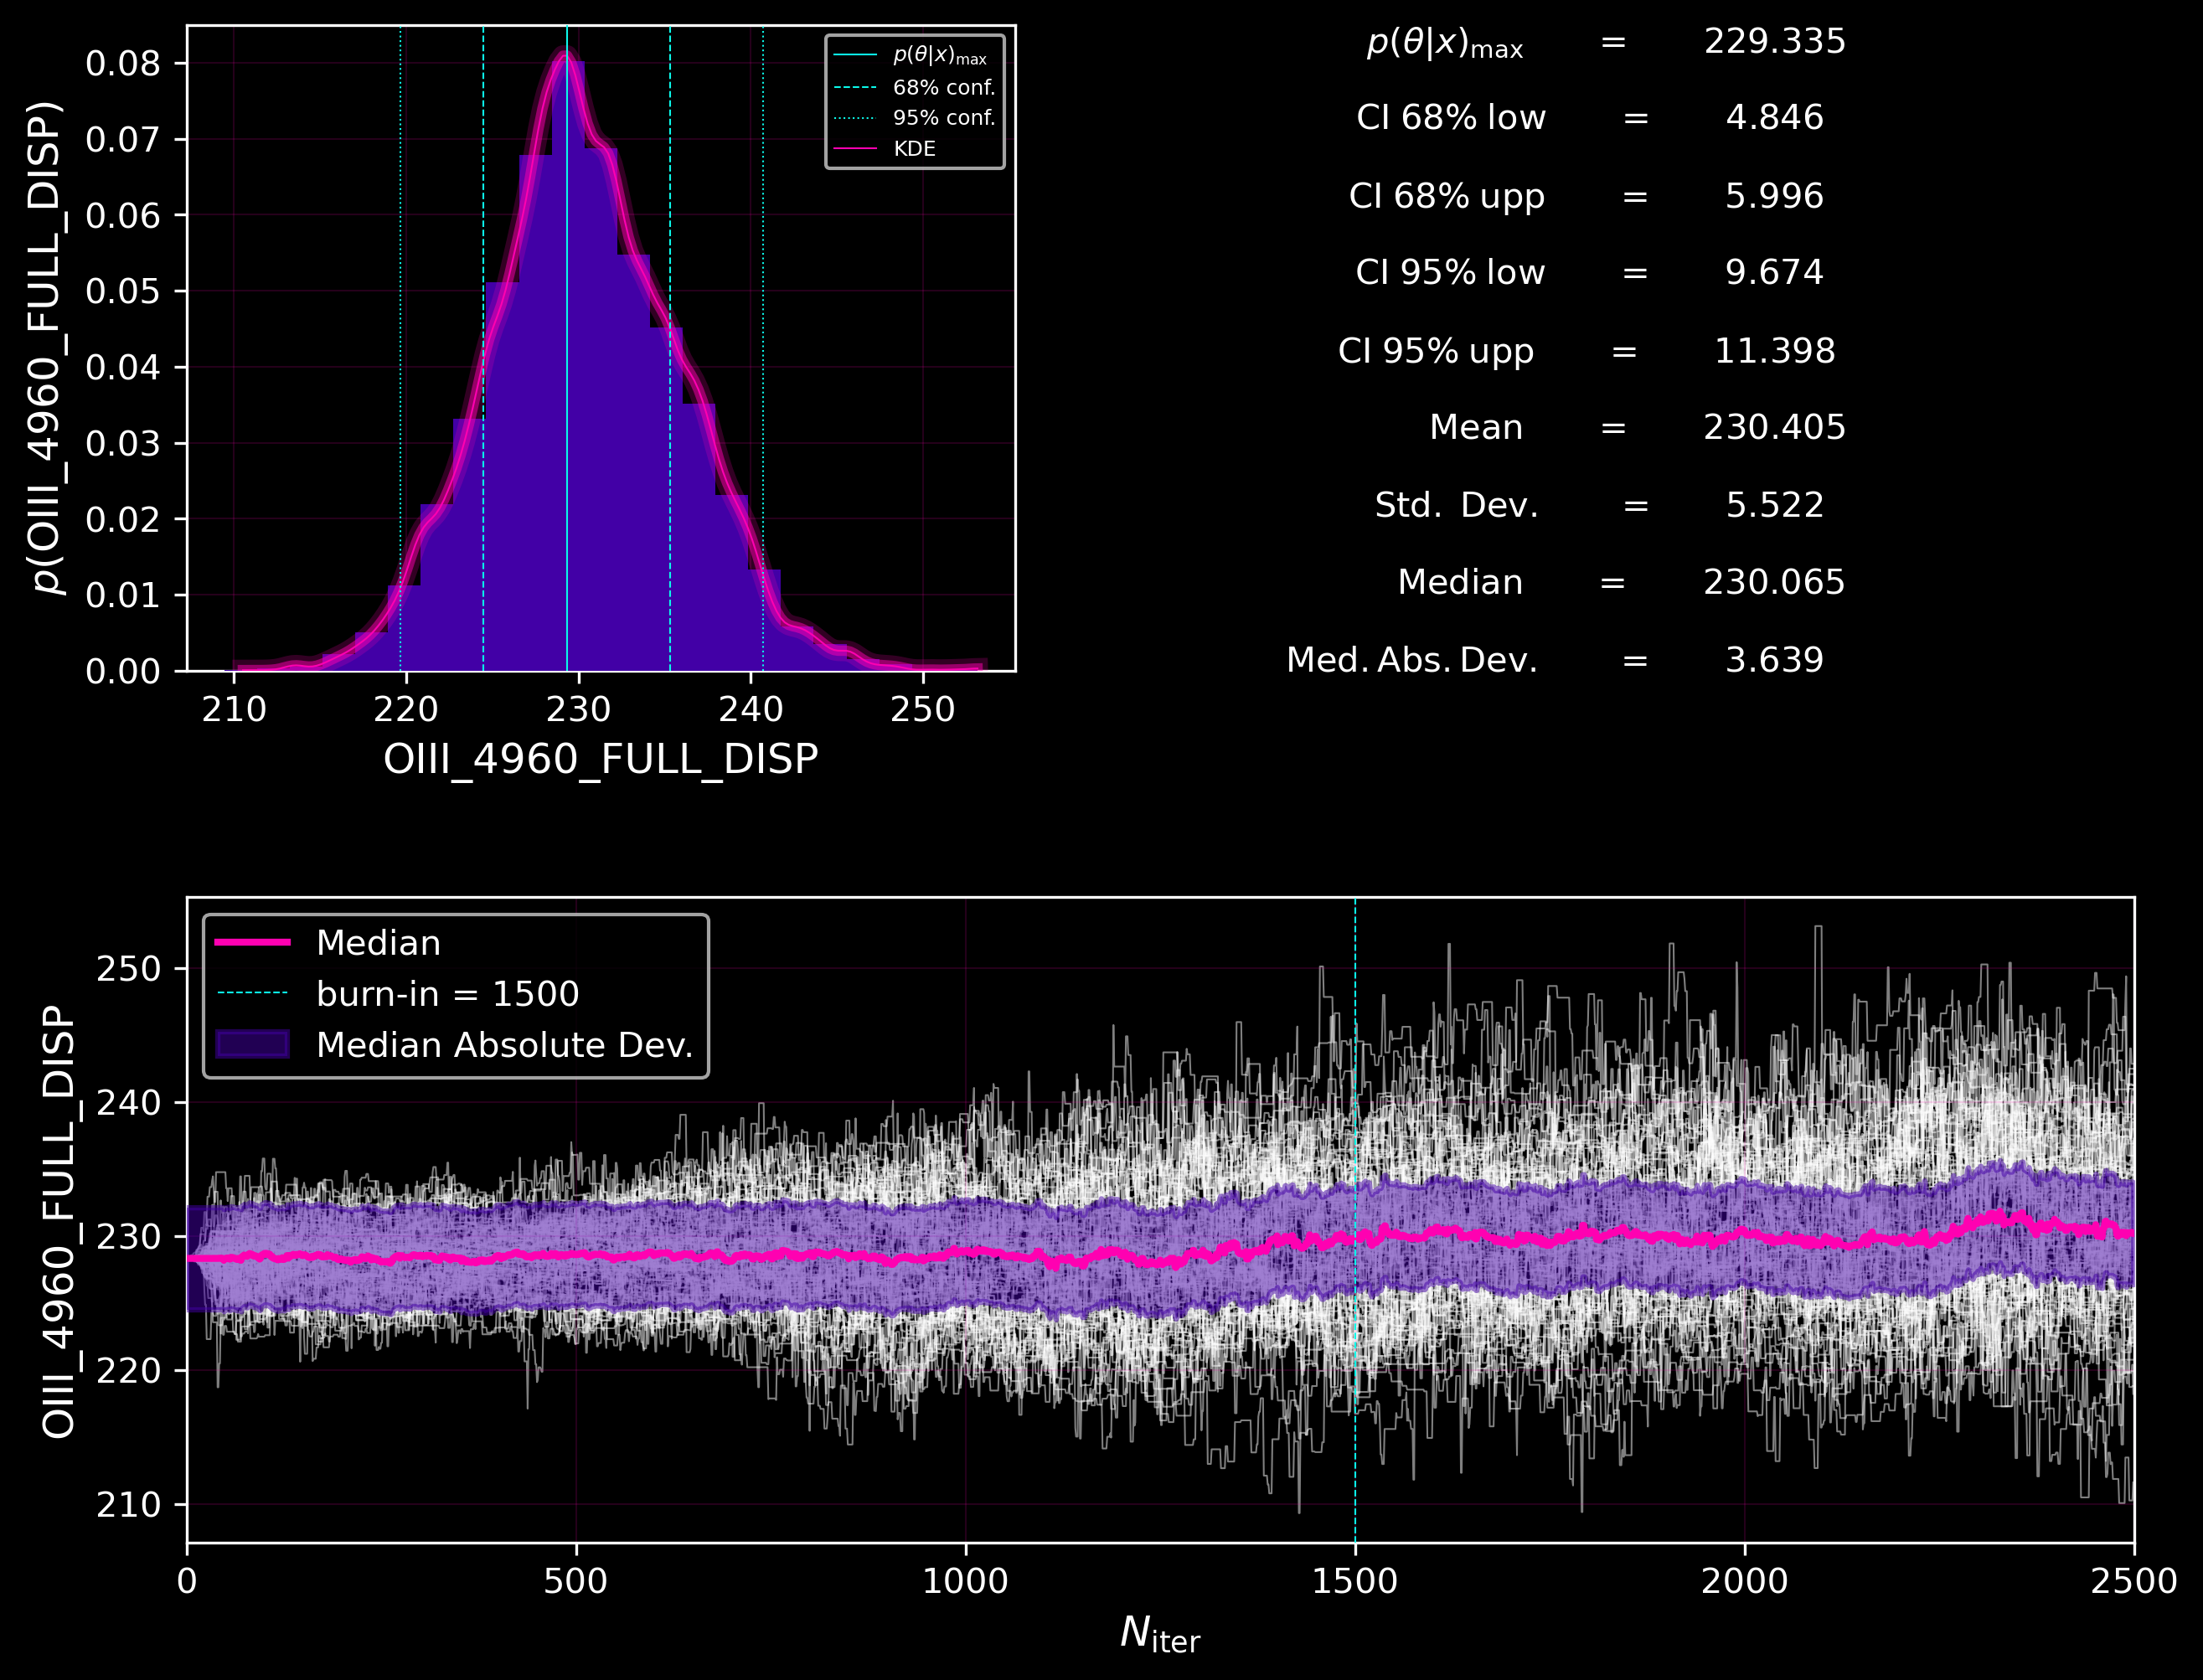 p(OIII_4960_FULL_DISP)
0.08
0.07
0.06
0.05
0.04
0.03
0.02
0.01
0.00
210 220 230 240 250
OIII_4960_FULL_DISP
p(θ|x)max
68% conf.
95% conf.
KDE
p(θ|x)max = 229.335
CI 68% low = 4.846
CI 68% upp = 5.996
CI 95% low = 9.674
CI 95% upp = 11.398
Mean = 230.405
Std. Dev. = 5.522
Median = 230.065
Med. Abs. Dev. = 3.639
OIII_4960_FULL_DISP
250
240
230
220
210
Median
burn-in = 1500
Median Absolute Dev.
0 500 1000 1500 2000 2500
Niter